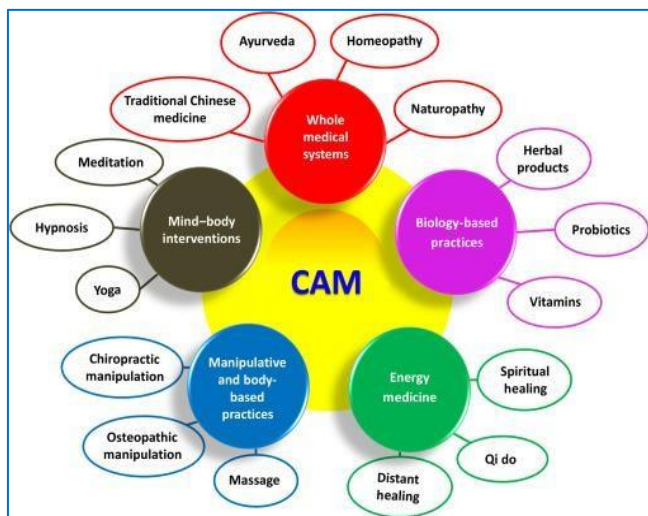 Ayurveda
Homeopathy
Traditional Chinese
medicine
Whole
medical
systems
Naturopathy
Meditation
Hypnosis
Yoga
Mind–body
interventions
Herbal
products
Biology-based
practices
Probiotics
Vitamins
CAM
Chiropractic
manipulation
Manipulative
and body-
based
practices
Osteopathic
manipulation
Massage
Energy
medicine
Spiritual
healing
Qi do
Distant
healing